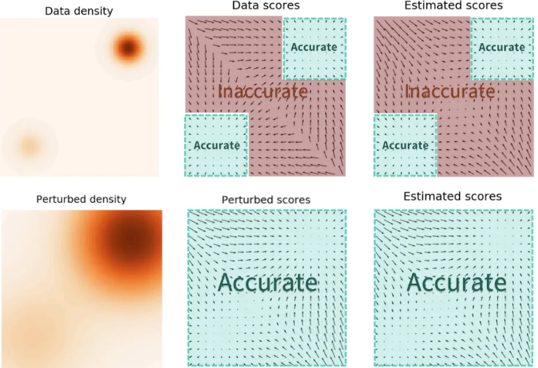 Data density
Data scores
Estimated scores
Accurate
Accurate
Inaccurate
Inaccurate
Accurate
Accurate
Perturbed density
Perturbed scores
Estimated scores
Accurate
Accurate